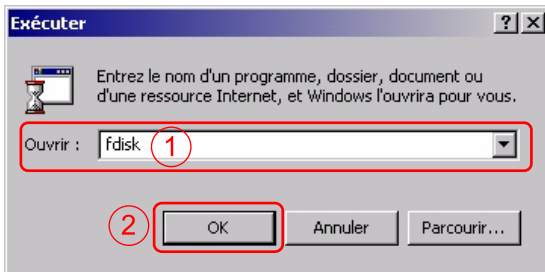 Exécuter
Entrez le nom d'un programme, dossier, document ou
d'une ressource Internet, et Windows l'ouvrira pour vous.
Ouvrir : fdisk 1
2 OK Annuler Parcourir...